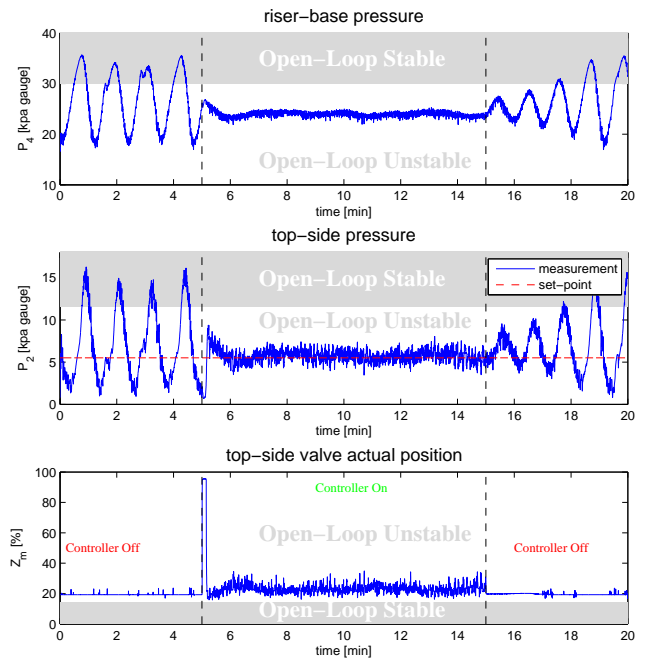 riser-base pressure
40
30
20
10
P4 [kpa gauge]
Open-Loop Stable
Open-Loop Unstable
0 2 4 6 8 10 12 14 16 18 20
time [min]
top-side pressure
15
10
5
0
P2 [kpa gauge]
Open-Loop Stable
Open-Loop Unstable
measurement
set-point
0 2 4 6 8 10 12 14 16 18 20
time [min]
top-side valve actual position
100
80
60
40
20
0
Zm [%]
Controller On
Open-Loop Unstable
Controller Off
Controller Off
Open-Loop Stable
0 2 4 6 8 10 12 14 16 18 20
time [min]